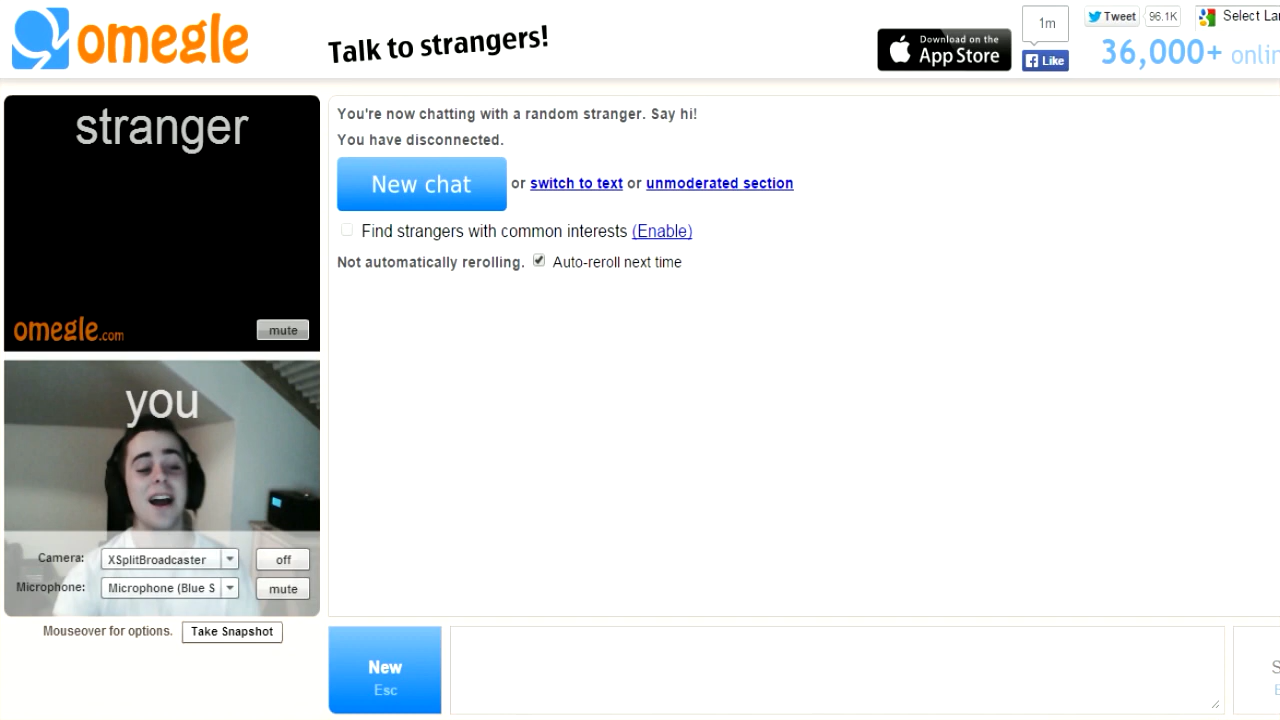 omegle
Talk to strangers!
Download on the
App Store
1m
Like
Tweet
96.1K
Select
36,000+
stranger
omegle.com
mute
You're now chatting with a random stranger. Say hi!
You have disconnected.
New chat or switch to text or unmoderated section
Find strangers with common interests (Enable)
Not automatically rerolling. Auto-reroll next time
you
Camera: XSplitBroadcaster off
Microphone: Microphone (Blue S mute
Mouseover for options. Take Snapshot
New
Esc